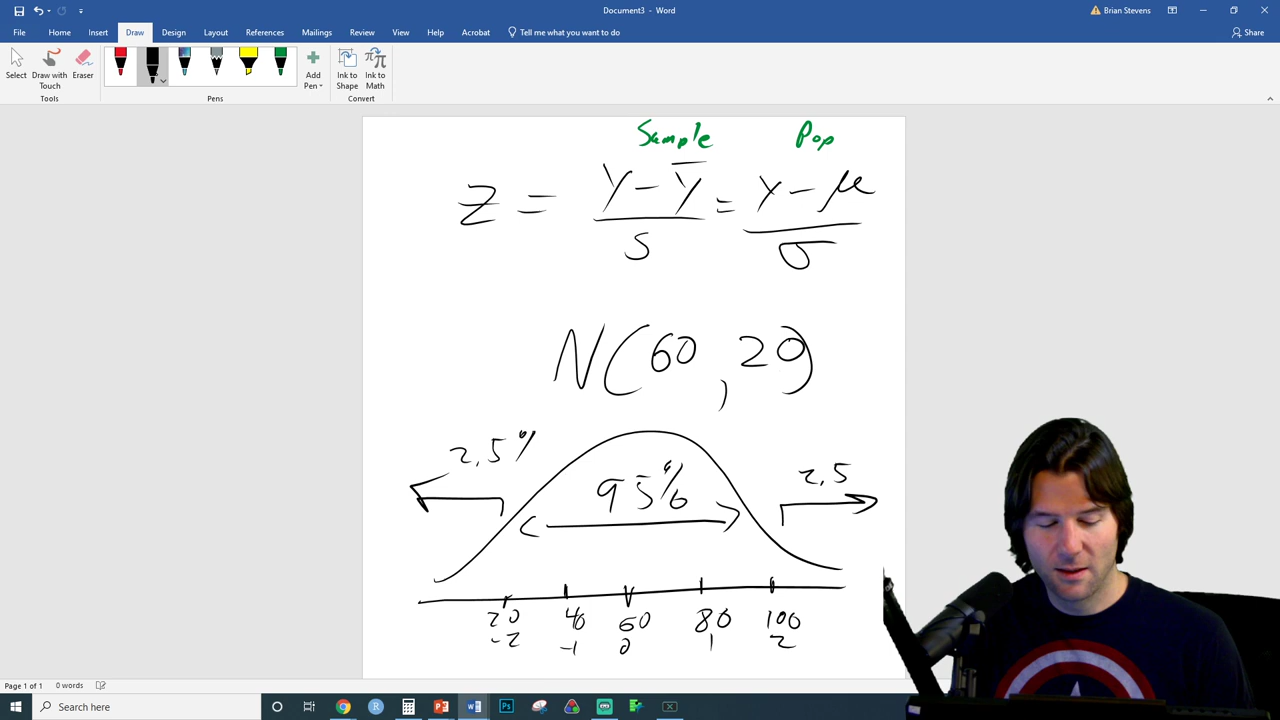 Document3 - Word
Brian Stevens
File Home Insert Draw Design Layout References Mailings Review View Help Acrobat Tell me what you want to do Share
Select Draw with Touch Eraser Add Pen Ink to Shape Ink to Math
Tools Pens Convert
Sample Pop
Z = (Y - Ȳ) / S = (Y - μ) / σ
N(60, 20)
2.5% 95% 2.5
20 40 60 80 100
-2 -1 0 1 2
Page 1 of 1 0 words
Search here